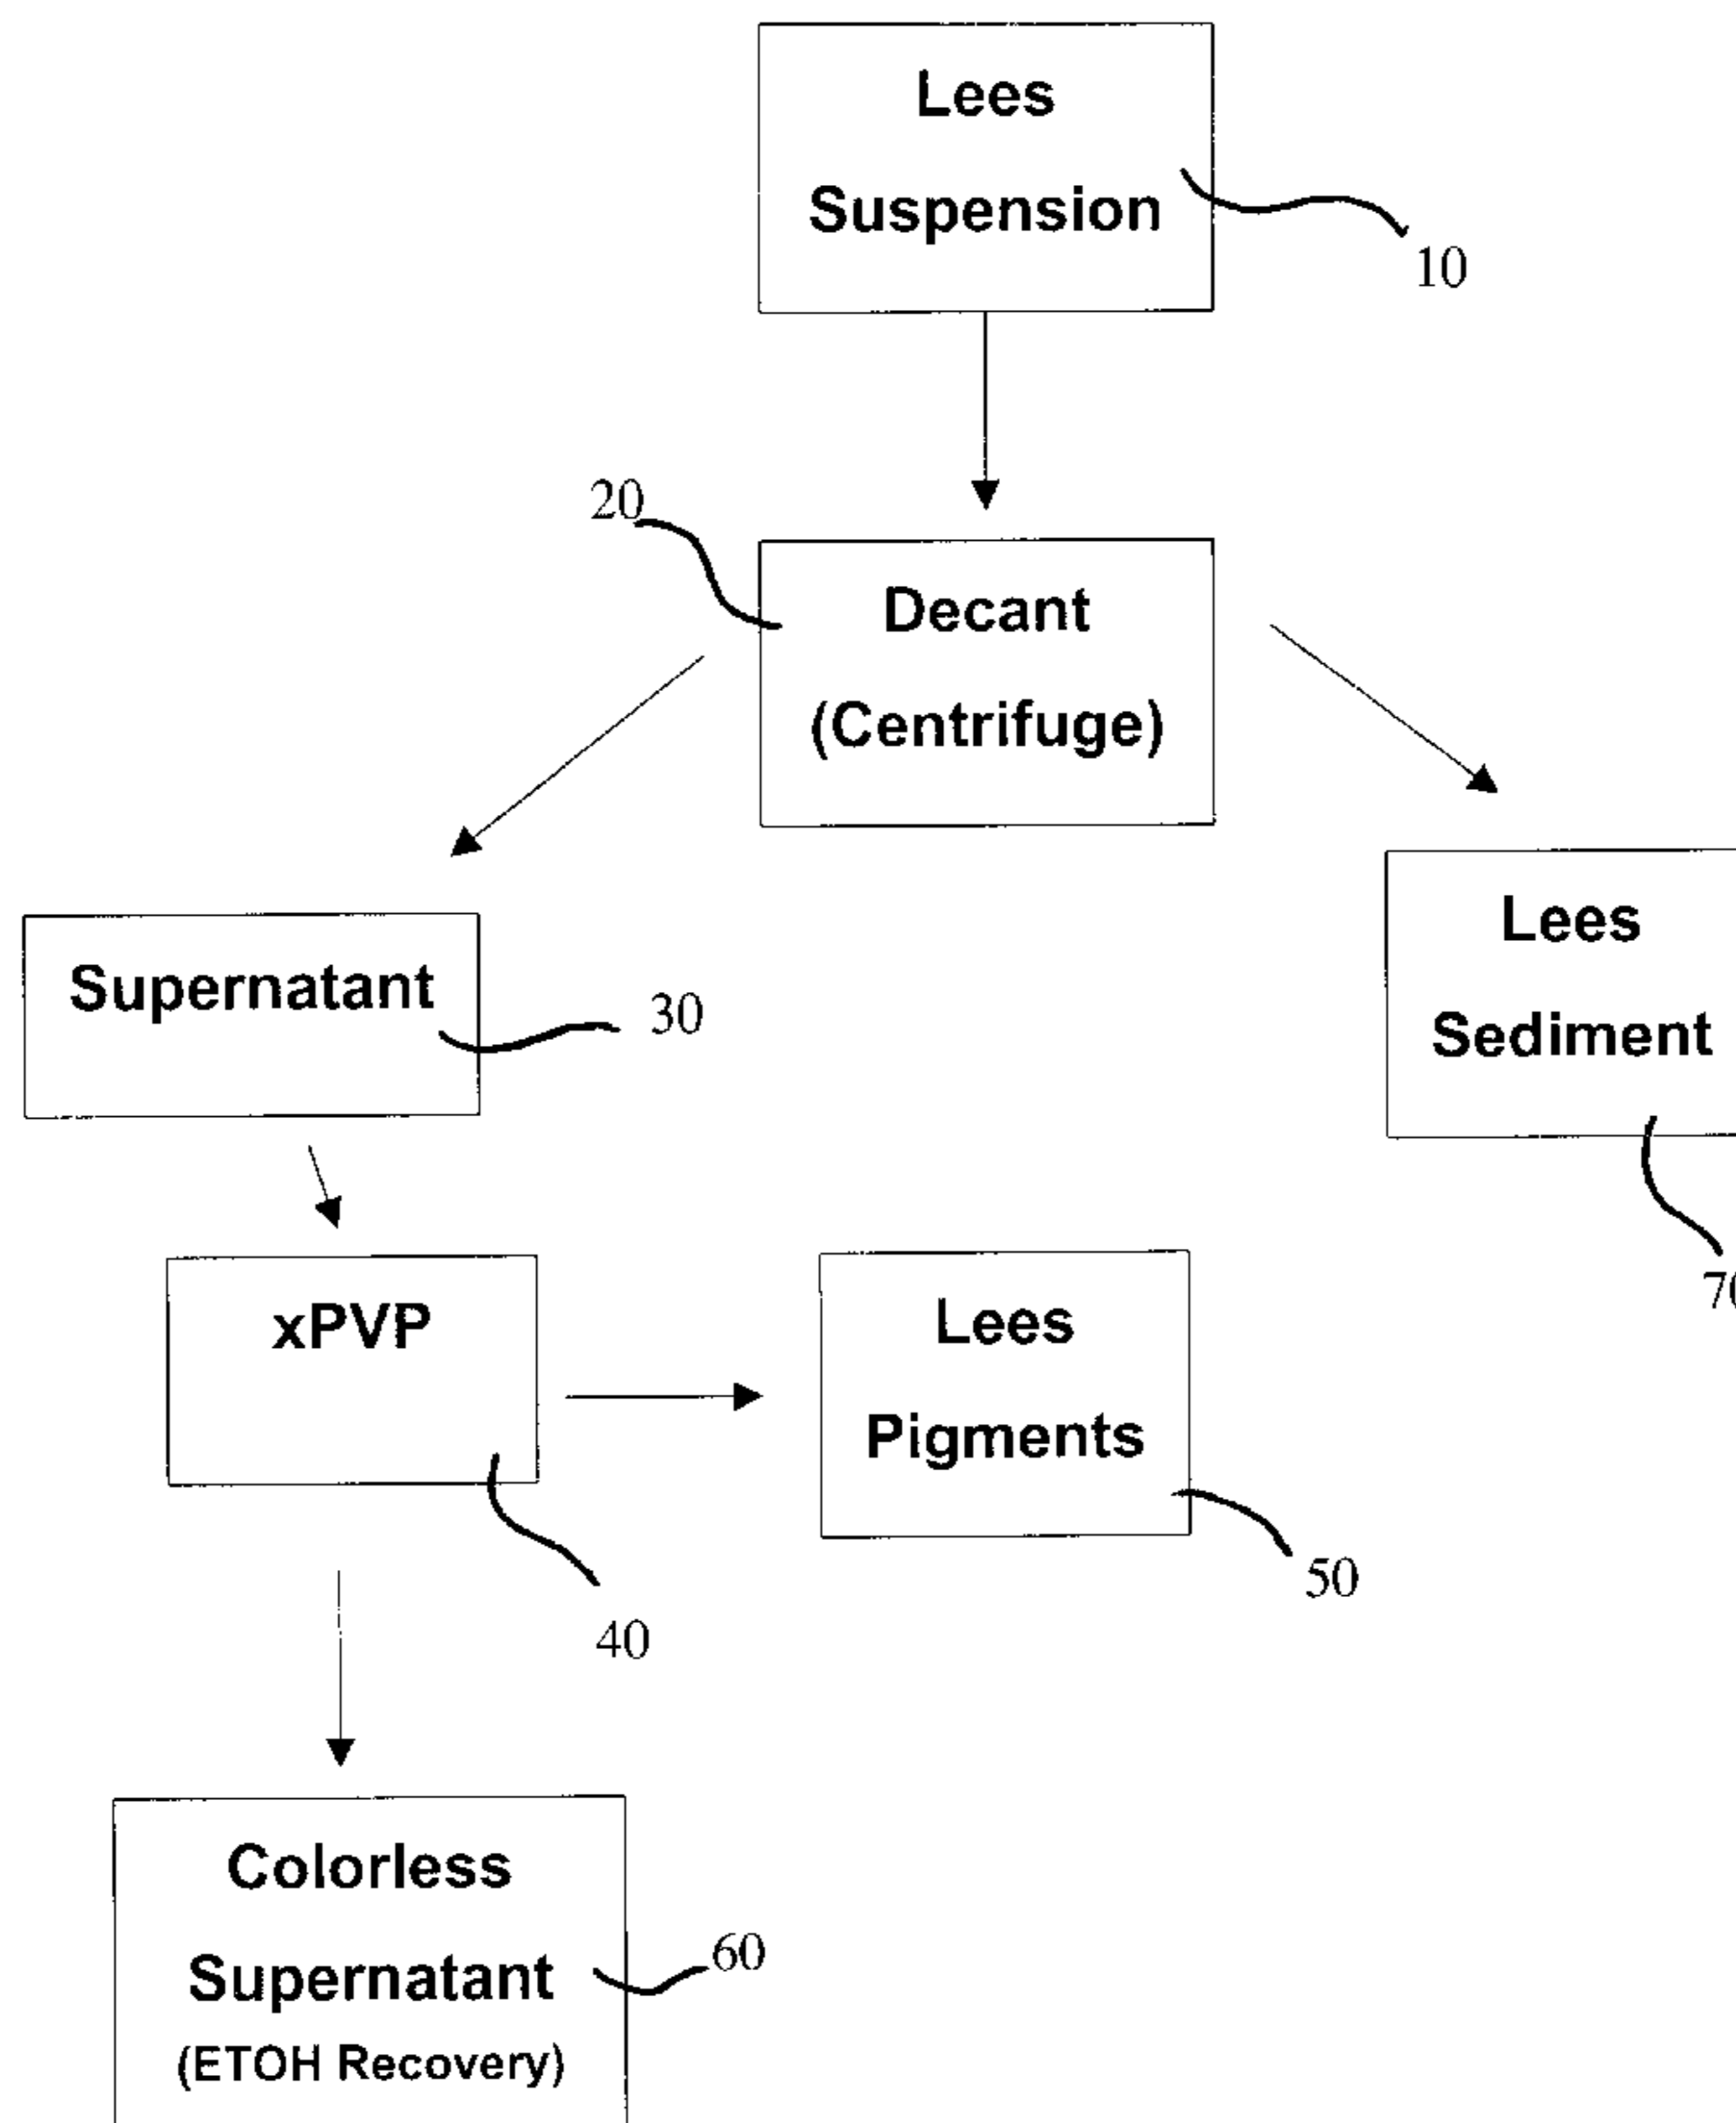 Lees
Suspension
10
20
Decant
(Centrifuge)
Supernatant
30
Lees
Sediment
70
xPVP
40
Lees
Pigments
50
Colorless
Supernatant
(ETOH Recovery)
60